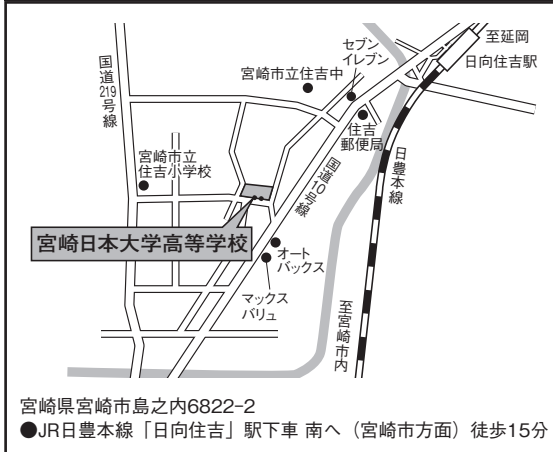 至延岡
日向住吉駅
セブン
イレブン
宮崎市立住吉中
国道219号線
住吉
郵便局
宮崎市立
住吉小学校
国道10号線
日豊本線
宮崎日本大学高等学校
オート
バックス
マックス
バリュ
至宮崎市内
宮崎県宮崎市島之内6822-2
●JR日豊本線「日向住吉」駅下車 南へ（宮崎市方面）徒歩15分